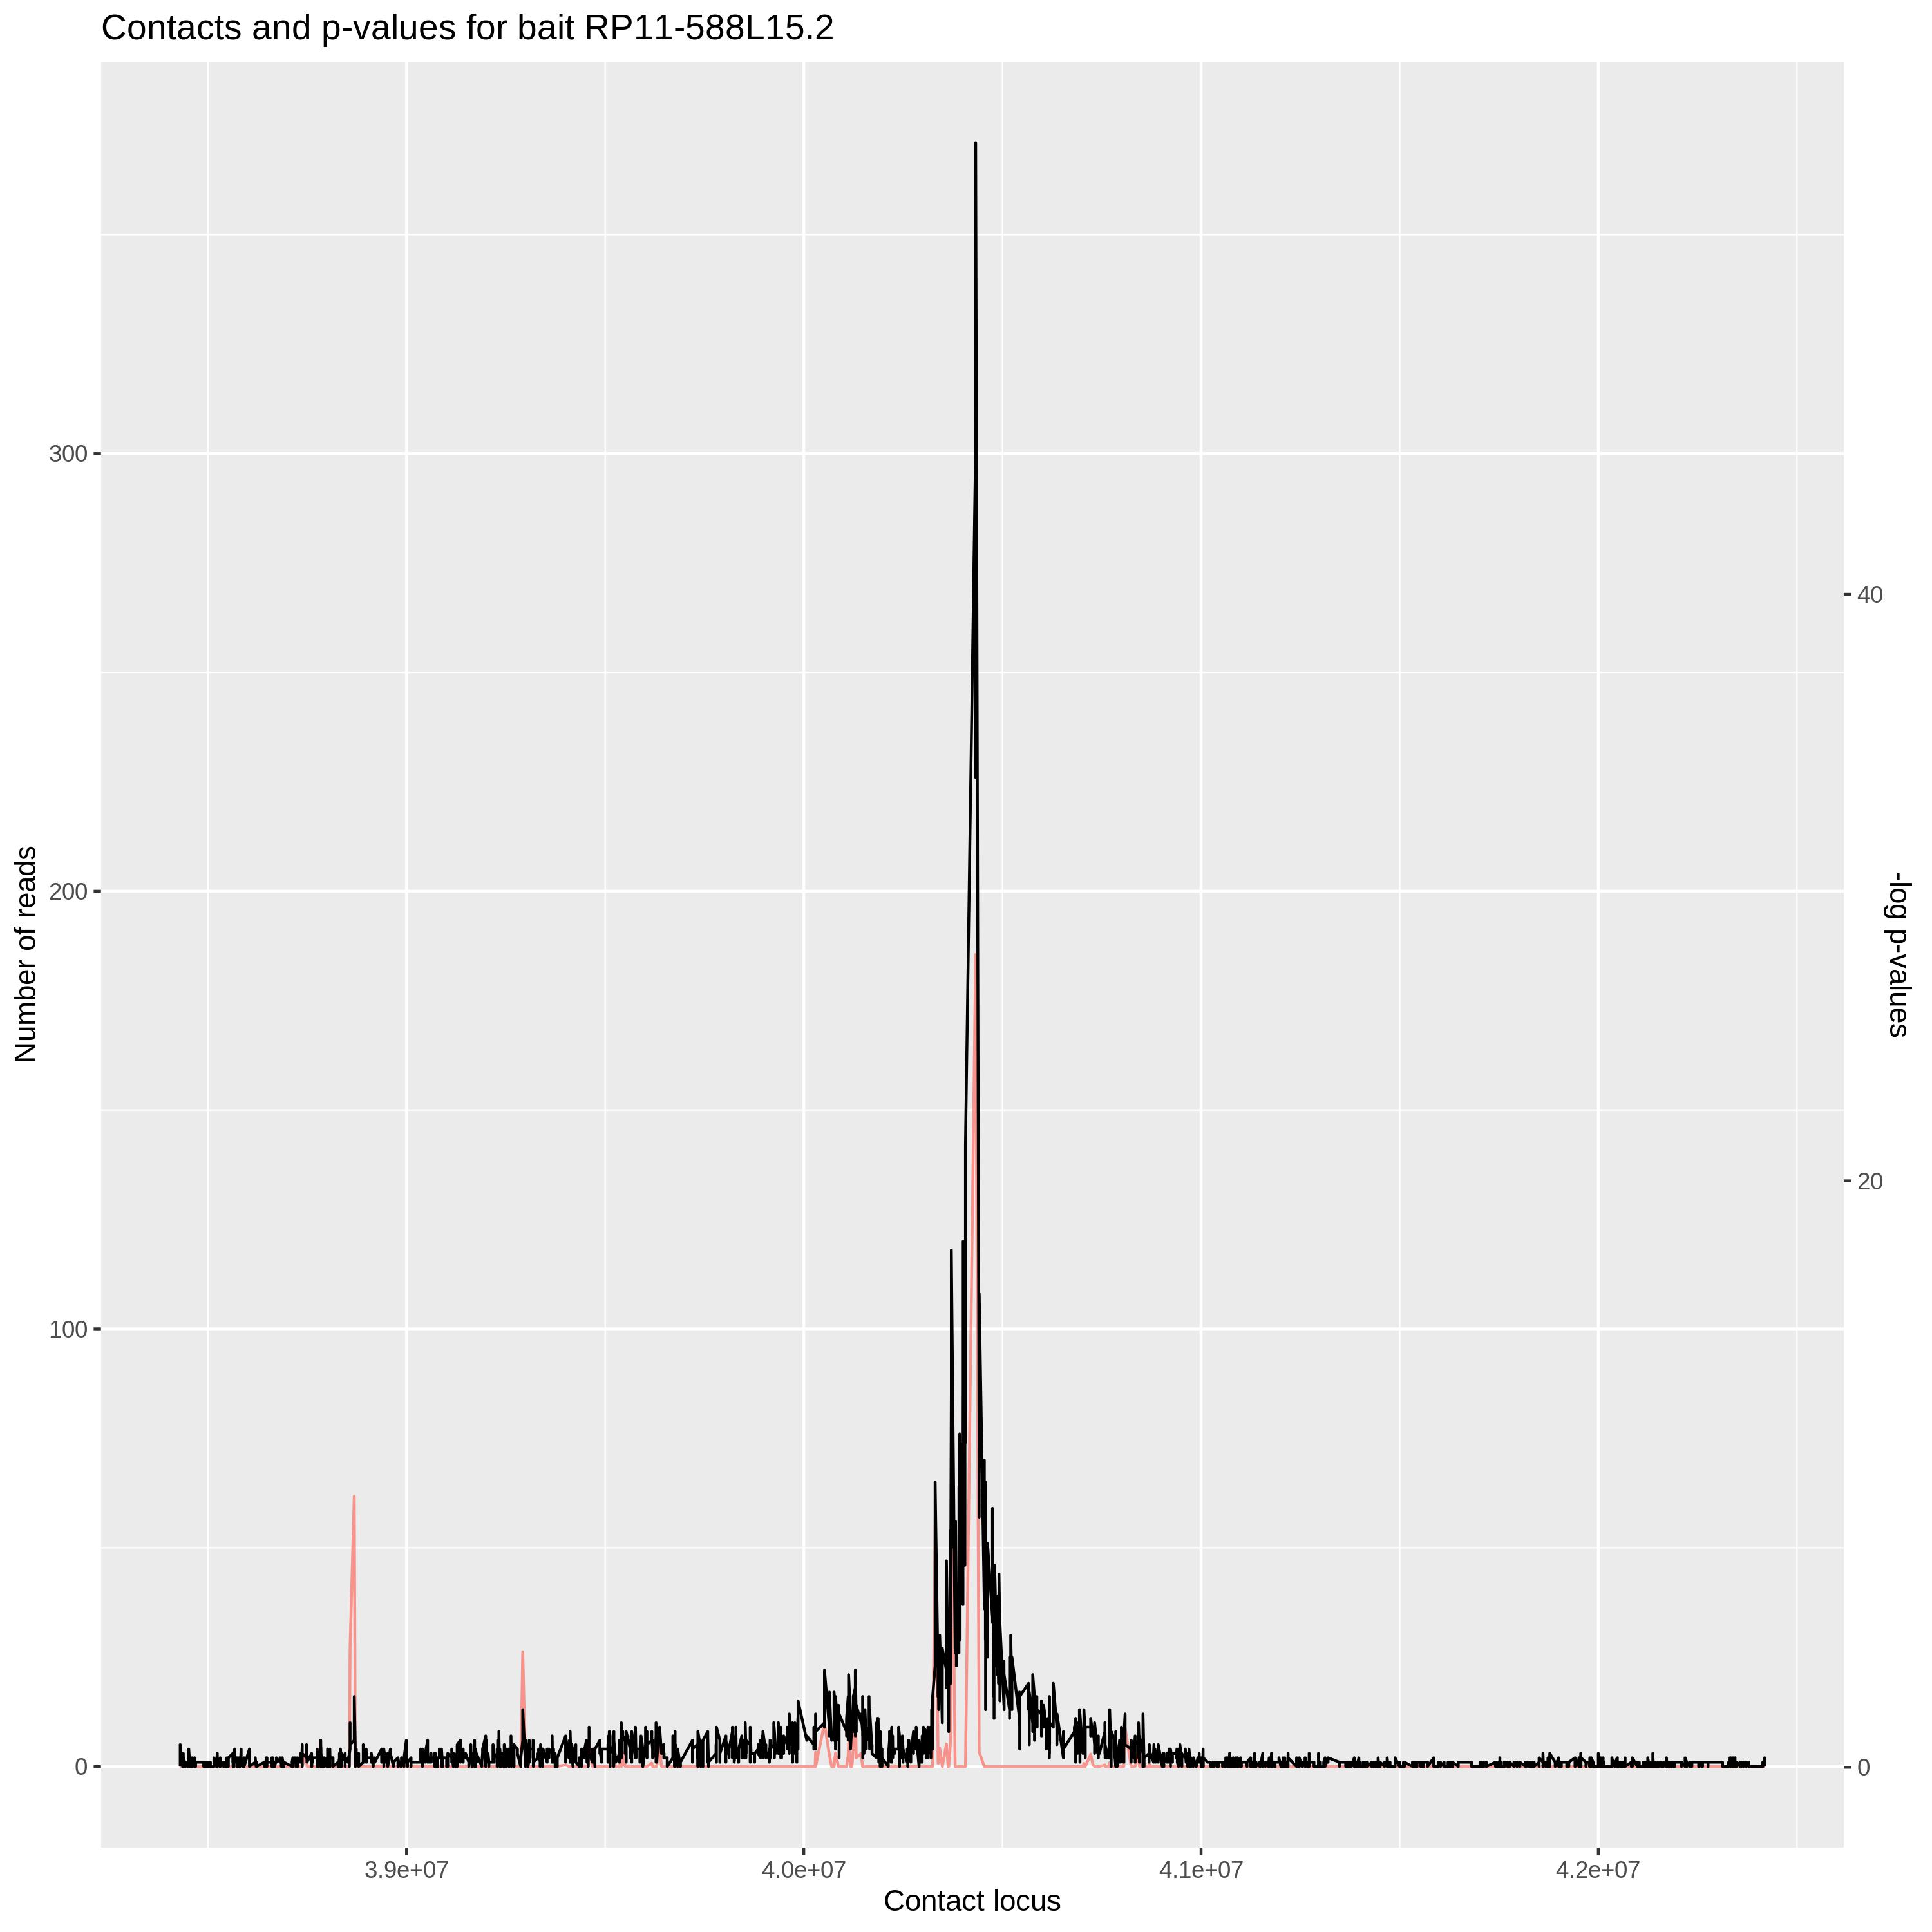 Contacts and p-values for bait RP11-588L15.2
300
200
100
0
Number of reads
40
20
0
-log p-values
3.9e+07
4.0e+07
4.1e+07
4.2e+07
Contact locus